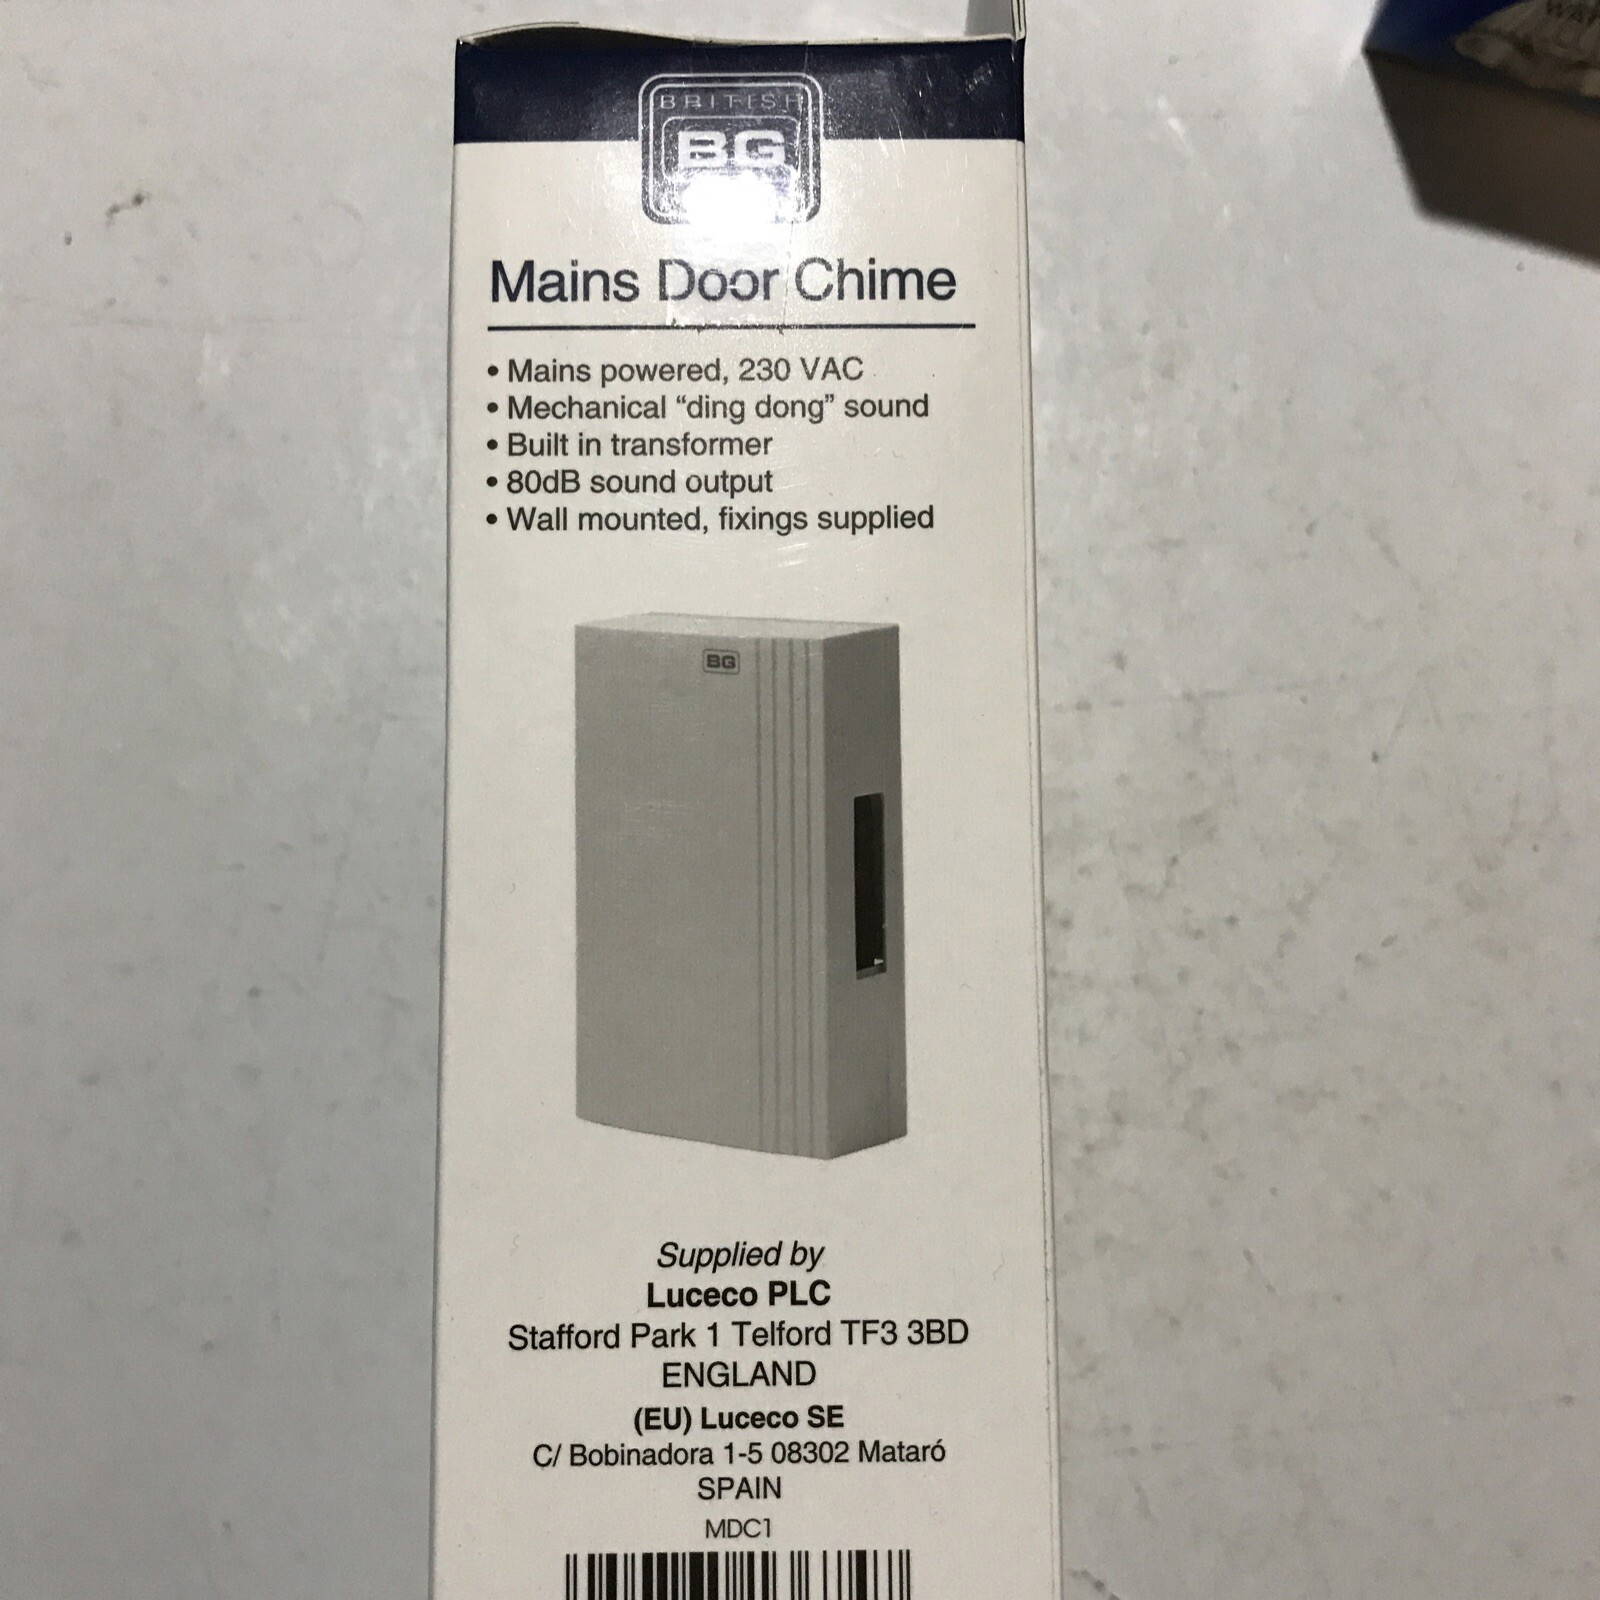 BRITISH
BG
Mains Door Chime
• Mains powered, 230 VAC
• Mechanical “ding dong” sound
• Built in transformer
• 80dB sound output
• Wall mounted, fixings supplied
BG
Supplied by
Luceco PLC
Stafford Park 1 Telford TF3 3BD
ENGLAND
(EU) Luceco SE
C/ Bobinadora 1-5 08302 Mataró
SPAIN
MDC1